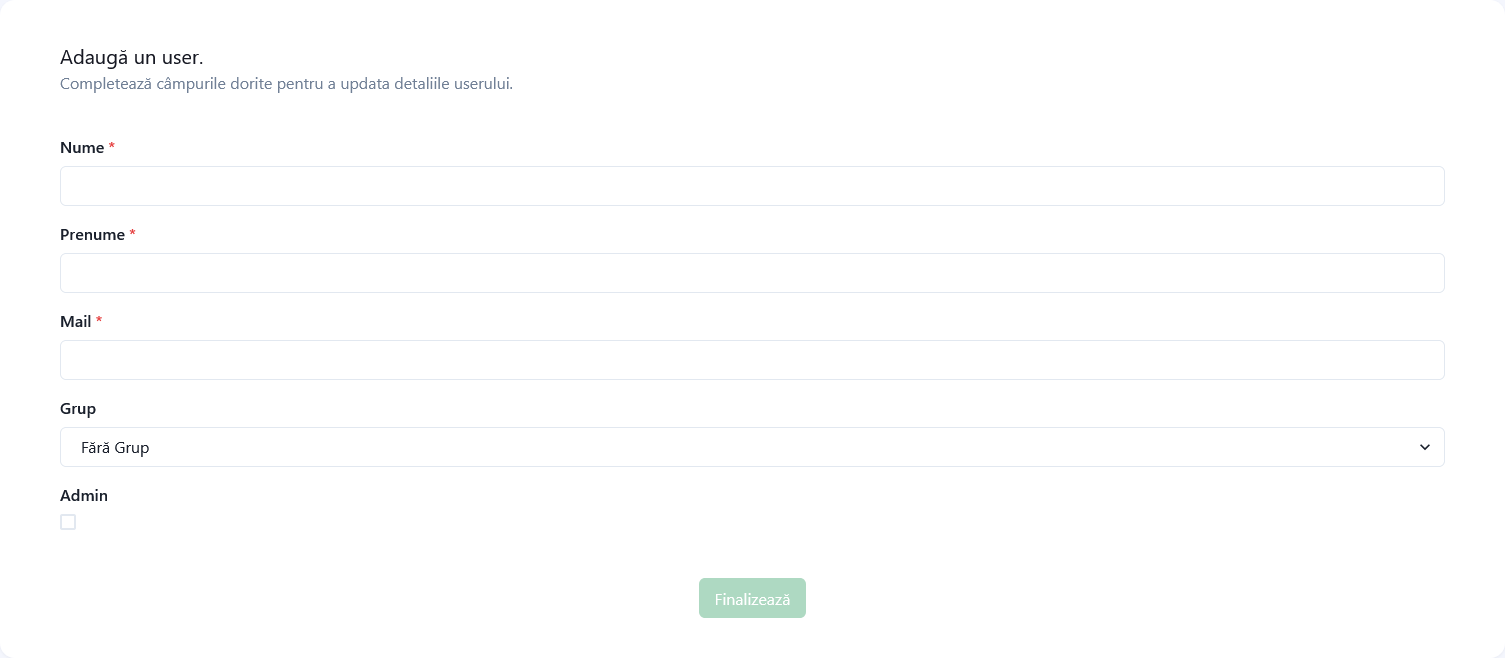 Adaugă un user.
Completează câmpurile dorite pentru a updata detaliile userului.
Nume *
Prenume *
Mail *
Grup
Fără Grup
Admin
Finalizează